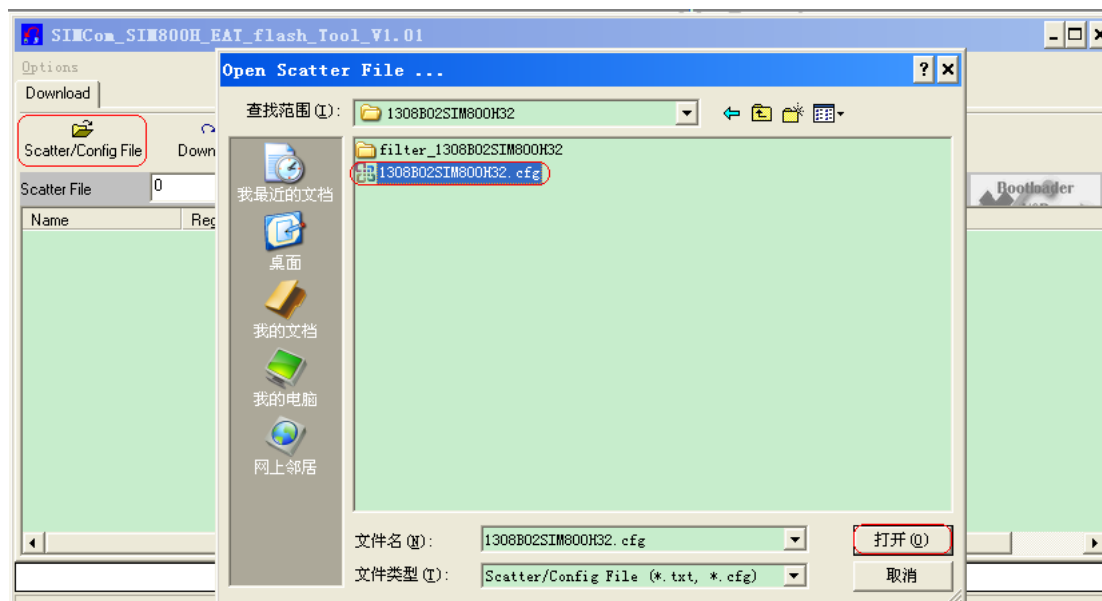 SIMCom_SIM800H_EAT_flash_Tool_V1.01
Options
Download
Scatter/Config File
Down
Scatter File
0
Name
Reg
Bootloader
Open Scatter File ...
查找范围(I):
1308B02SIM800H32
我最近的文档
桌面
我的文档
我的电脑
网上邻居
filter_1308B02SIM800H32
1308B02SIM800H32.cfg
文件名(N):
1308B02SIM800H32.cfg
打开(O)
文件类型(T):
Scatter/Config File (*.txt, *.cfg)
取消